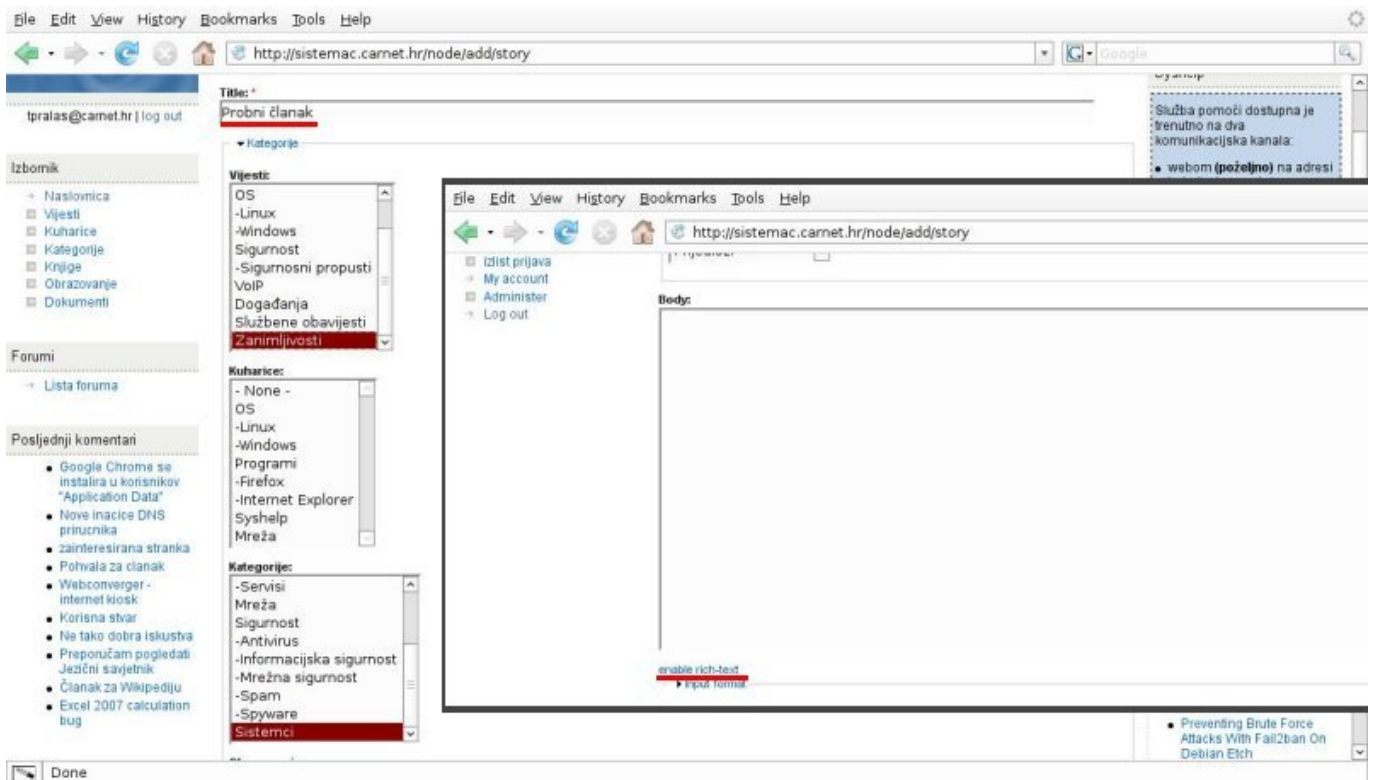 File Edit View History Bookmarks Tools Help
http://sistemac.carnet.hr/node/add/story
Google
tpralas@carnet.hr | log out
Izbornik
Naslovnica
Vijesti
Kuharice
Kategorije
Knjige
Obrazovanje
Dokumenti
Forumi
Lista foruma
Posljednji komentari
Google Chrome se
instalira u korisnikov
"Application Data"
Nove inacice DNS
prirucnika
zainteresirana stranka
Pohvala za clanak
Webconverger -
internet kiosk
Korisna stvar
Ne tako dobra iskustva
Preporučam pogledati
Jezični savjetnik
Članak za Wikipediju
Excel 2007 calculation
bug
Title: *
Probni članak
Kategorije
Vijesti:
OS
-Linux
-Windows
Sigurnost
-Sigurnosni propusti
VoIP
Događanja
Službene obavijesti
Zanimljivosti
Kuharice:
- None -
OS
-Linux
-Windows
Programi
-Firefox
-Internet Explorer
Syshelp
Mreža
Kategorije:
-Servisi
Mreža
Sigurnost
-Antivirus
-Informacijska sigurnost
-Mrežna sigurnost
-Spam
-Spyware
Sistemci
File Edit View History Bookmarks Tools Help
http://sistemac.carnet.hr/node/add/story
izlist prijava
My account
Administer
Log out
Body:
enable rich-text
Input format
Syshelp
Služba pomoći dostupna je
trenutno na dva
komunikacijska kanala:
webom (poželjno) na adresi
Preventing Brute Force
Attacks With Fail2ban On
Debian Etch
Done